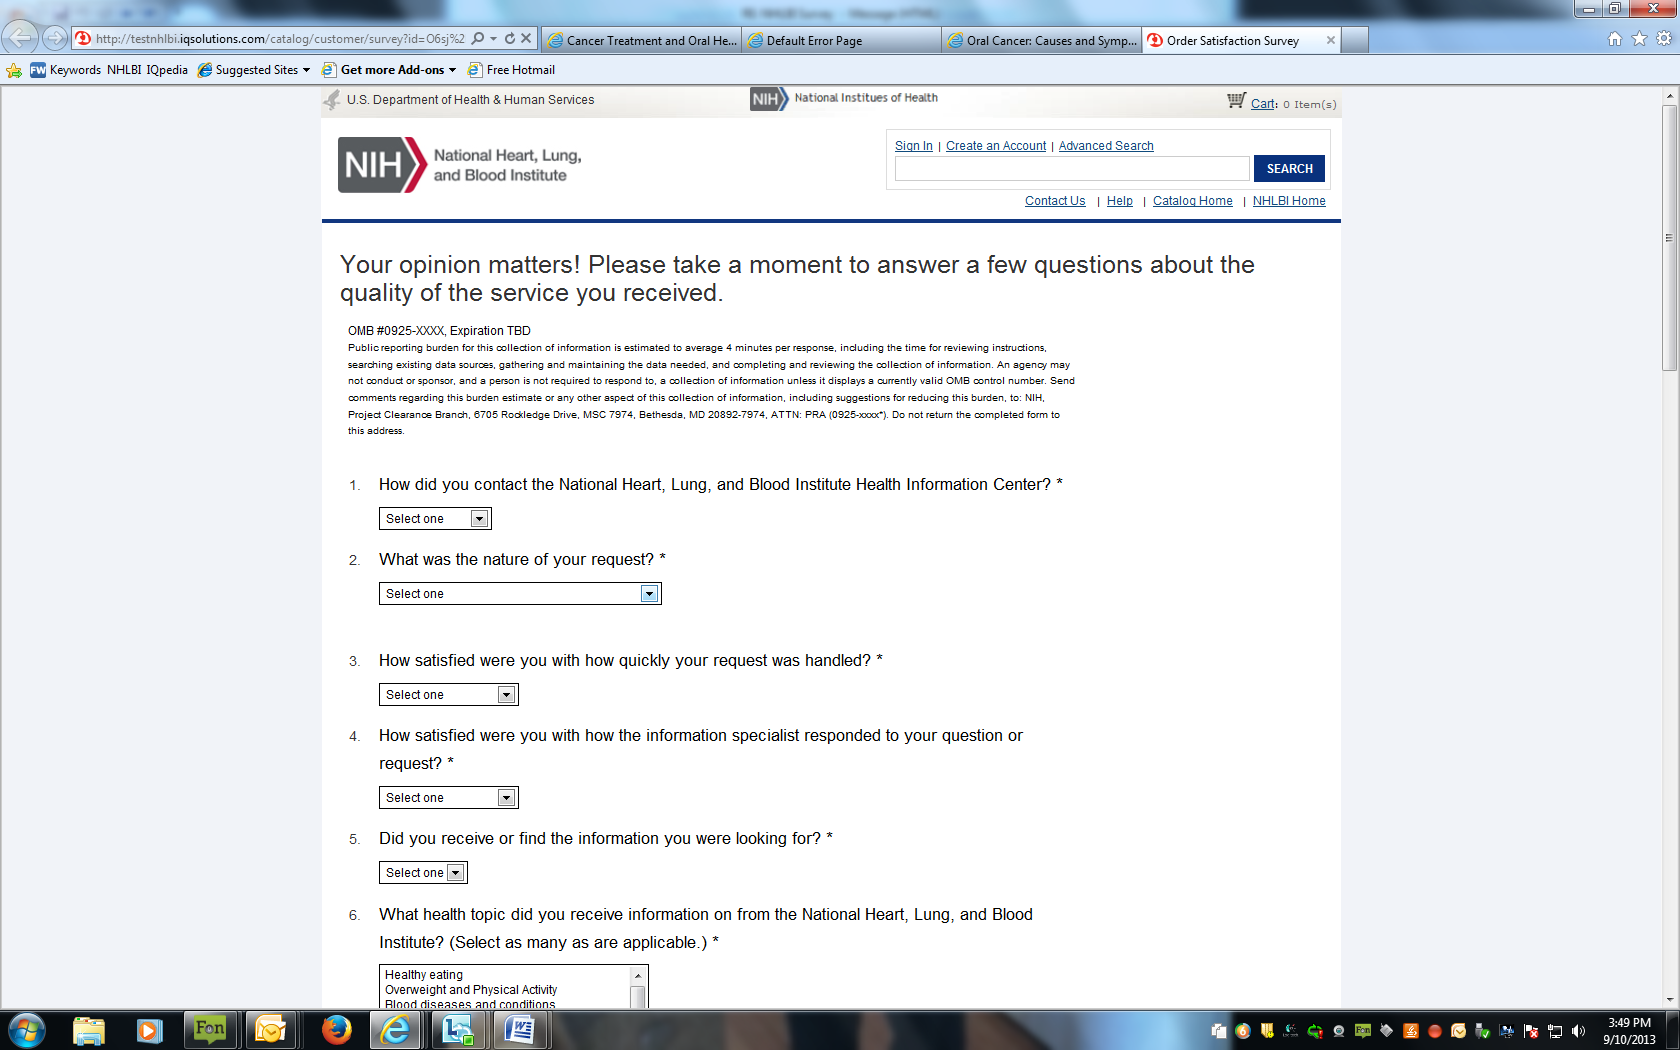 http://testnhlbi.iqsolutions.com/catalog/customer/survey?id=O6sj%2
Cancer Treatment and Oral He...
Default Error Page
Oral Cancer: Causes and Symp...
Order Satisfaction Survey
FW Keywords NHLBI IQpedia Suggested Sites Get more Add-ons Free Hotmail
U.S. Department of Health & Human Services
NIH National Institues of Health
Cart: 0 Item(s)
NIH National Heart, Lung,
and Blood Institute
Sign In | Create an Account | Advanced Search
SEARCH
Contact Us | Help | Catalog Home | NHLBI Home
Your opinion matters! Please take a moment to answer a few questions about the
quality of the service you received.
OMB #0925-XXXX, Expiration TBD
Public reporting burden for this collection of information is estimated to average 4 minutes per response, including the time for reviewing instructions,
searching existing data sources, gathering and maintaining the data needed, and completing and reviewing the collection of information. An agency may
not conduct or sponsor, and a person is not required to respond to, a collection of information unless it displays a currently valid OMB control number. Send
comments regarding this burden estimate or any other aspect of this collection of information, including suggestions for reducing this burden, to: NIH,
Project Clearance Branch, 6705 Rockledge Drive, MSC 7974, Bethesda, MD 20892-7974, ATTN: PRA (0925-xxxx*). Do not return the completed form to
this address.
1. How did you contact the National Heart, Lung, and Blood Institute Health Information Center? *
Select one
2. What was the nature of your request? *
Select one
3. How satisfied were you with how quickly your request was handled? *
Select one
4. How satisfied were you with how the information specialist responded to your question or
request? *
Select one
5. Did you receive or find the information you were looking for? *
Select one
6. What health topic did you receive information on from the National Heart, Lung, and Blood
Institute? (Select as many as are applicable.) *
Healthy eating
Overweight and Physical Activity
Blood diseases and conditions
Fon
Fon
3:49 PM
9/10/2013